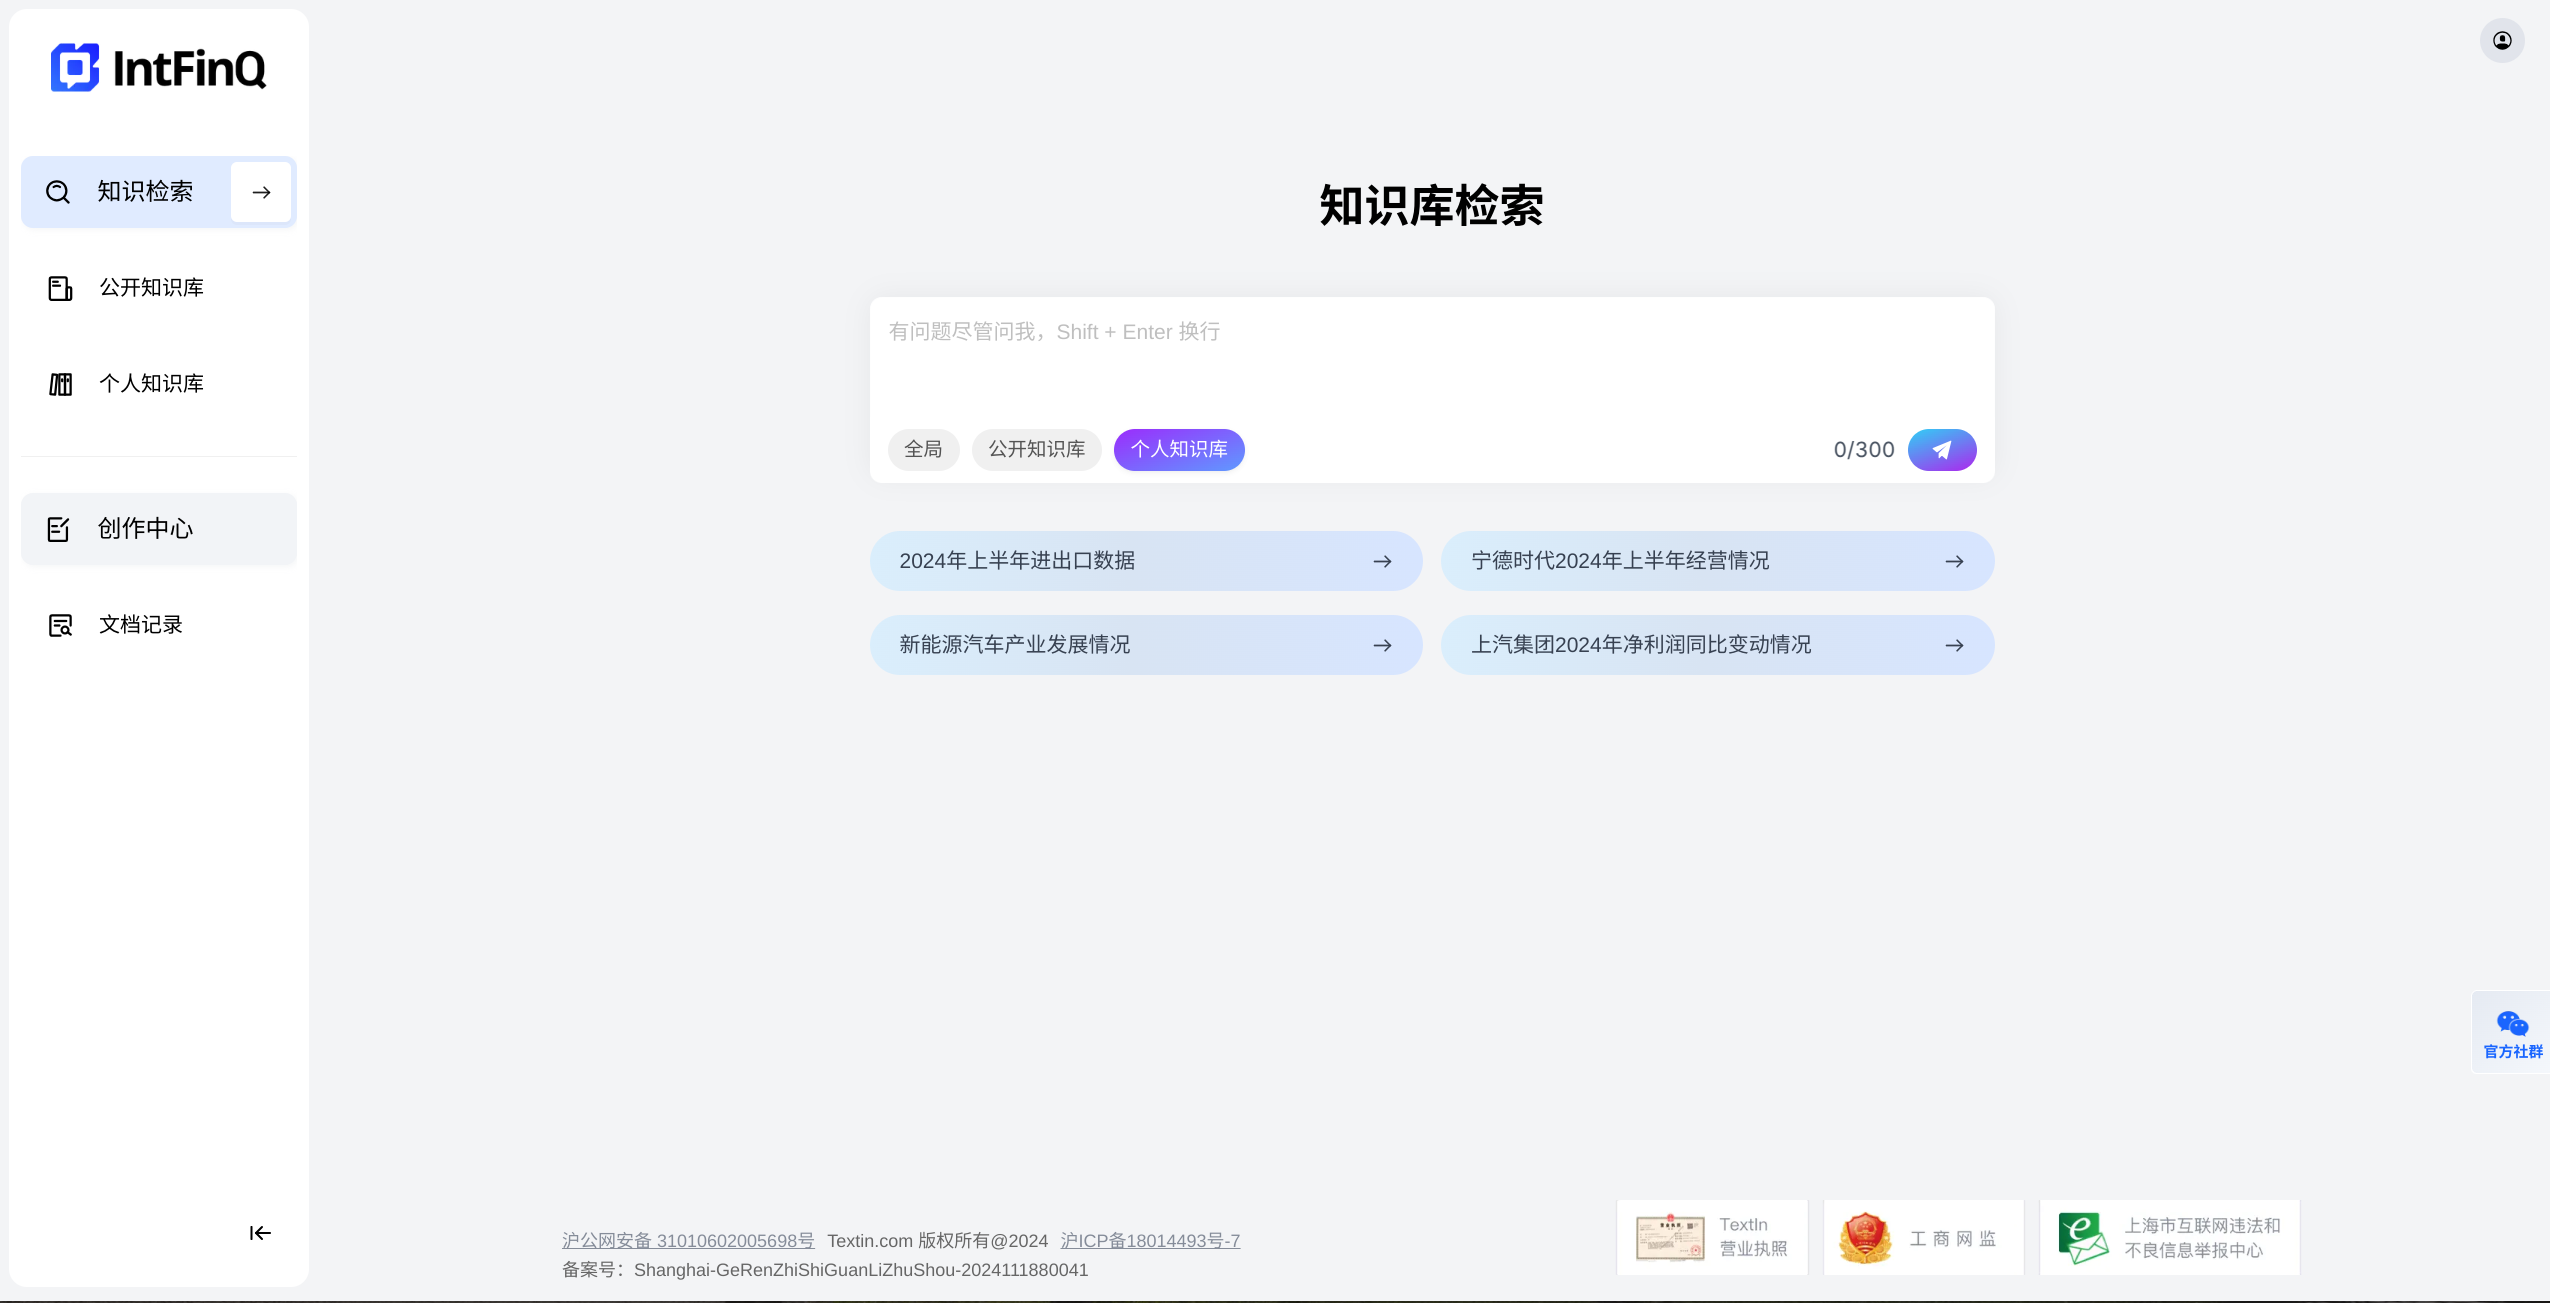 IntFinQ
知识检索
公开知识库
个人知识库
创作中心
文档记录
知识库检索
有问题尽管问我，Shift + Enter 换行
全局
公开知识库
个人知识库
0/300
2024年上半年进出口数据
宁德时代2024年上半年经营情况
新能源汽车产业发展情况
上汽集团2024年净利润同比变动情况
官方社群
沪公网安备 31010602005698号 Textin.com 版权所有@2024 沪ICP备18014493号-7
备案号：Shanghai-GeRenZhiShiGuanLiZhuShou-2024111880041
TextIn
营业执照
工商网监
上海市互联网违法和
不良信息举报中心